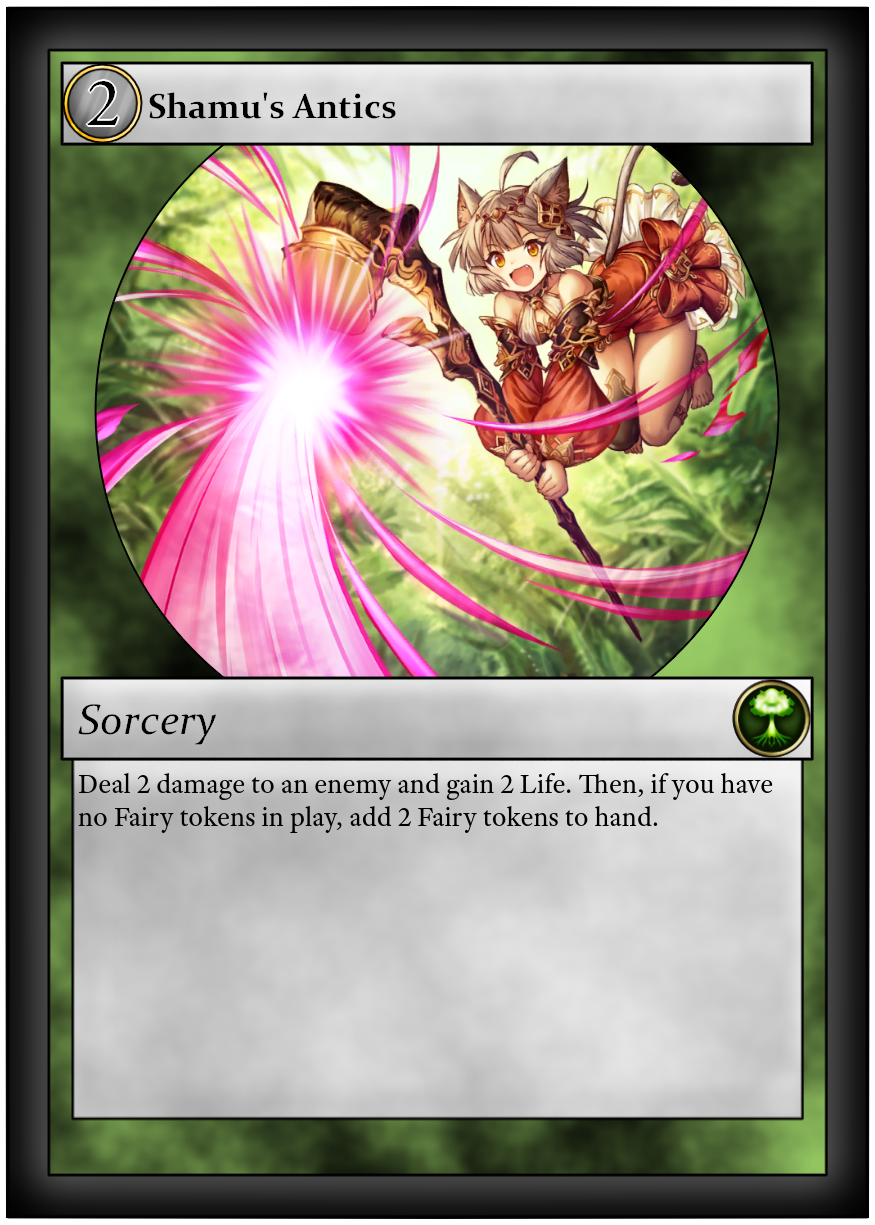 2
Shamu's Antics
Sorcery
Deal 2 damage to an enemy and gain 2 Life. Then, if you have
no Fairy tokens in play, add 2 Fairy tokens to hand.